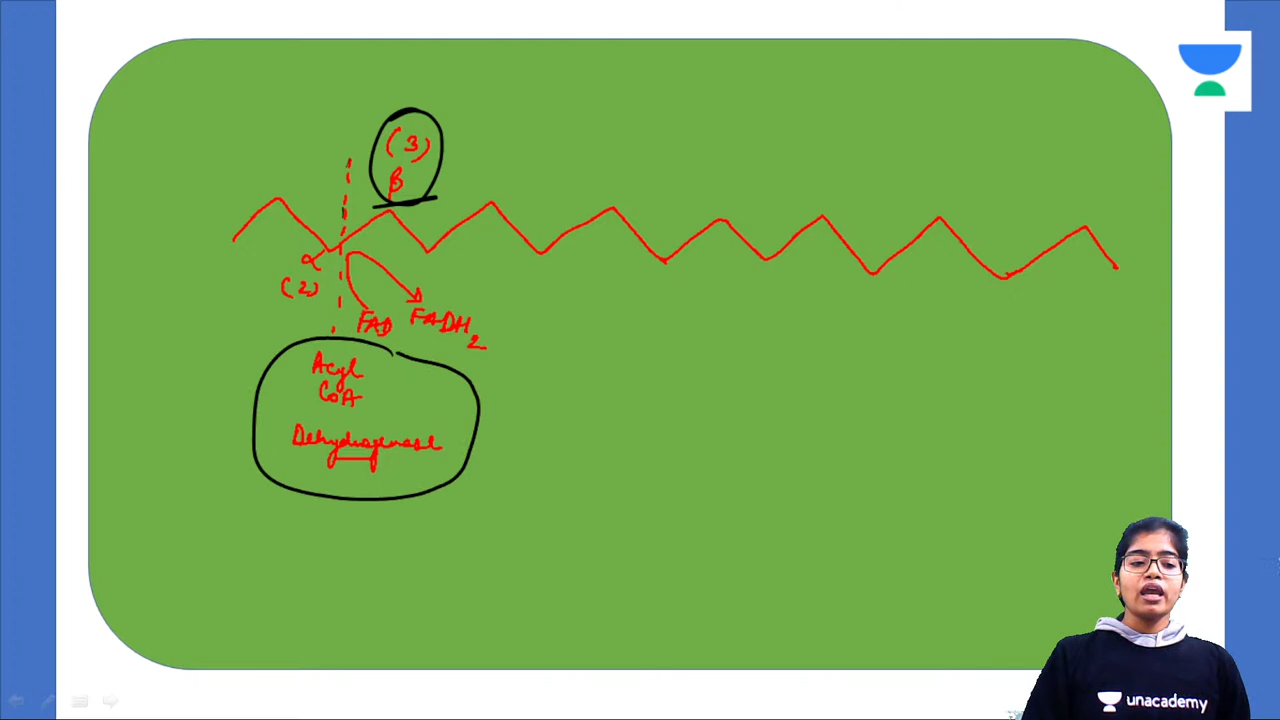 (3)
β
α
(2)
FAD FADH2
Acyl
CoA
Dehydrogenase
unacademy